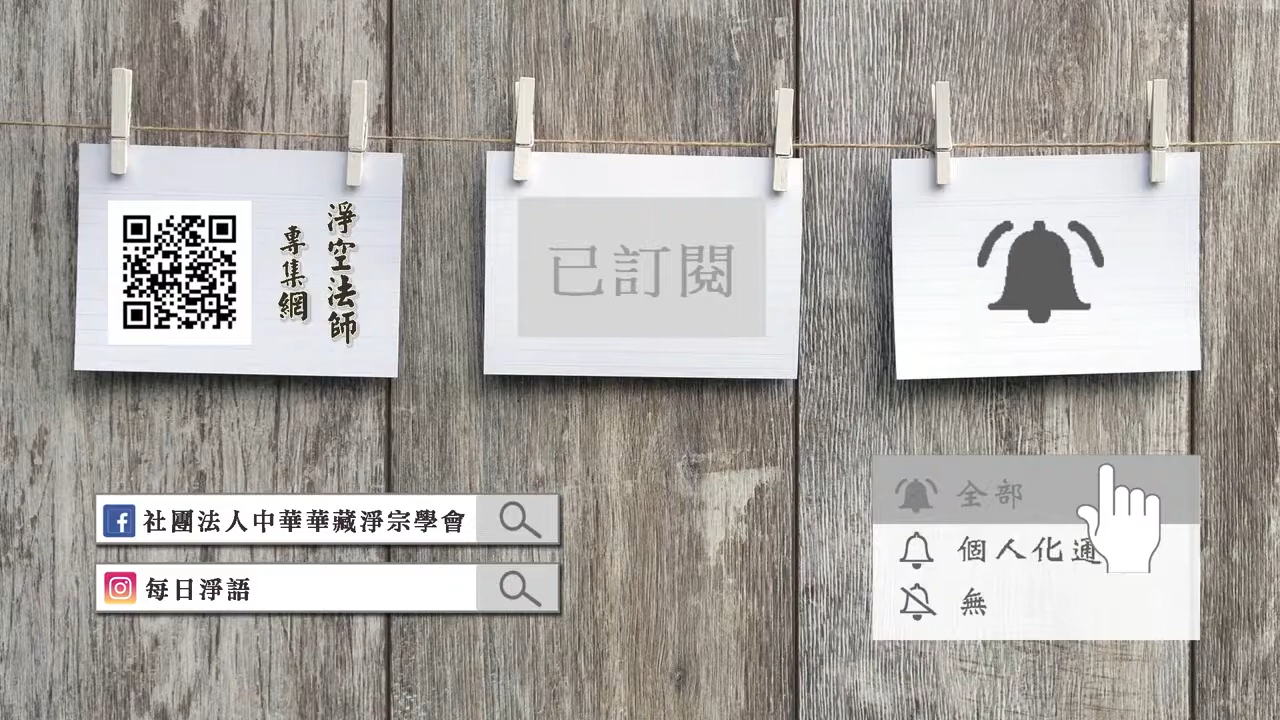 淨空法師
專集網
已訂閱
社團法人中華華藏淨宗學會
每日淨語
全部
個人化通
無